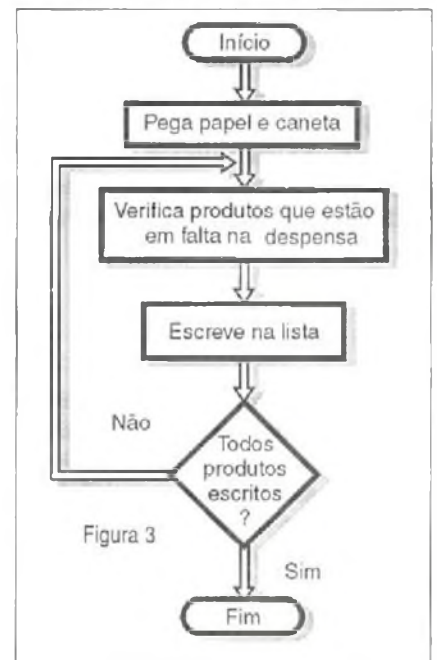 Início
Pega papel e caneta
Verifica produtos que estão
em falta na despensa
Escreve na lista
Não
Todos
produtos
escritos
?
Figura 3
Sim
Fim